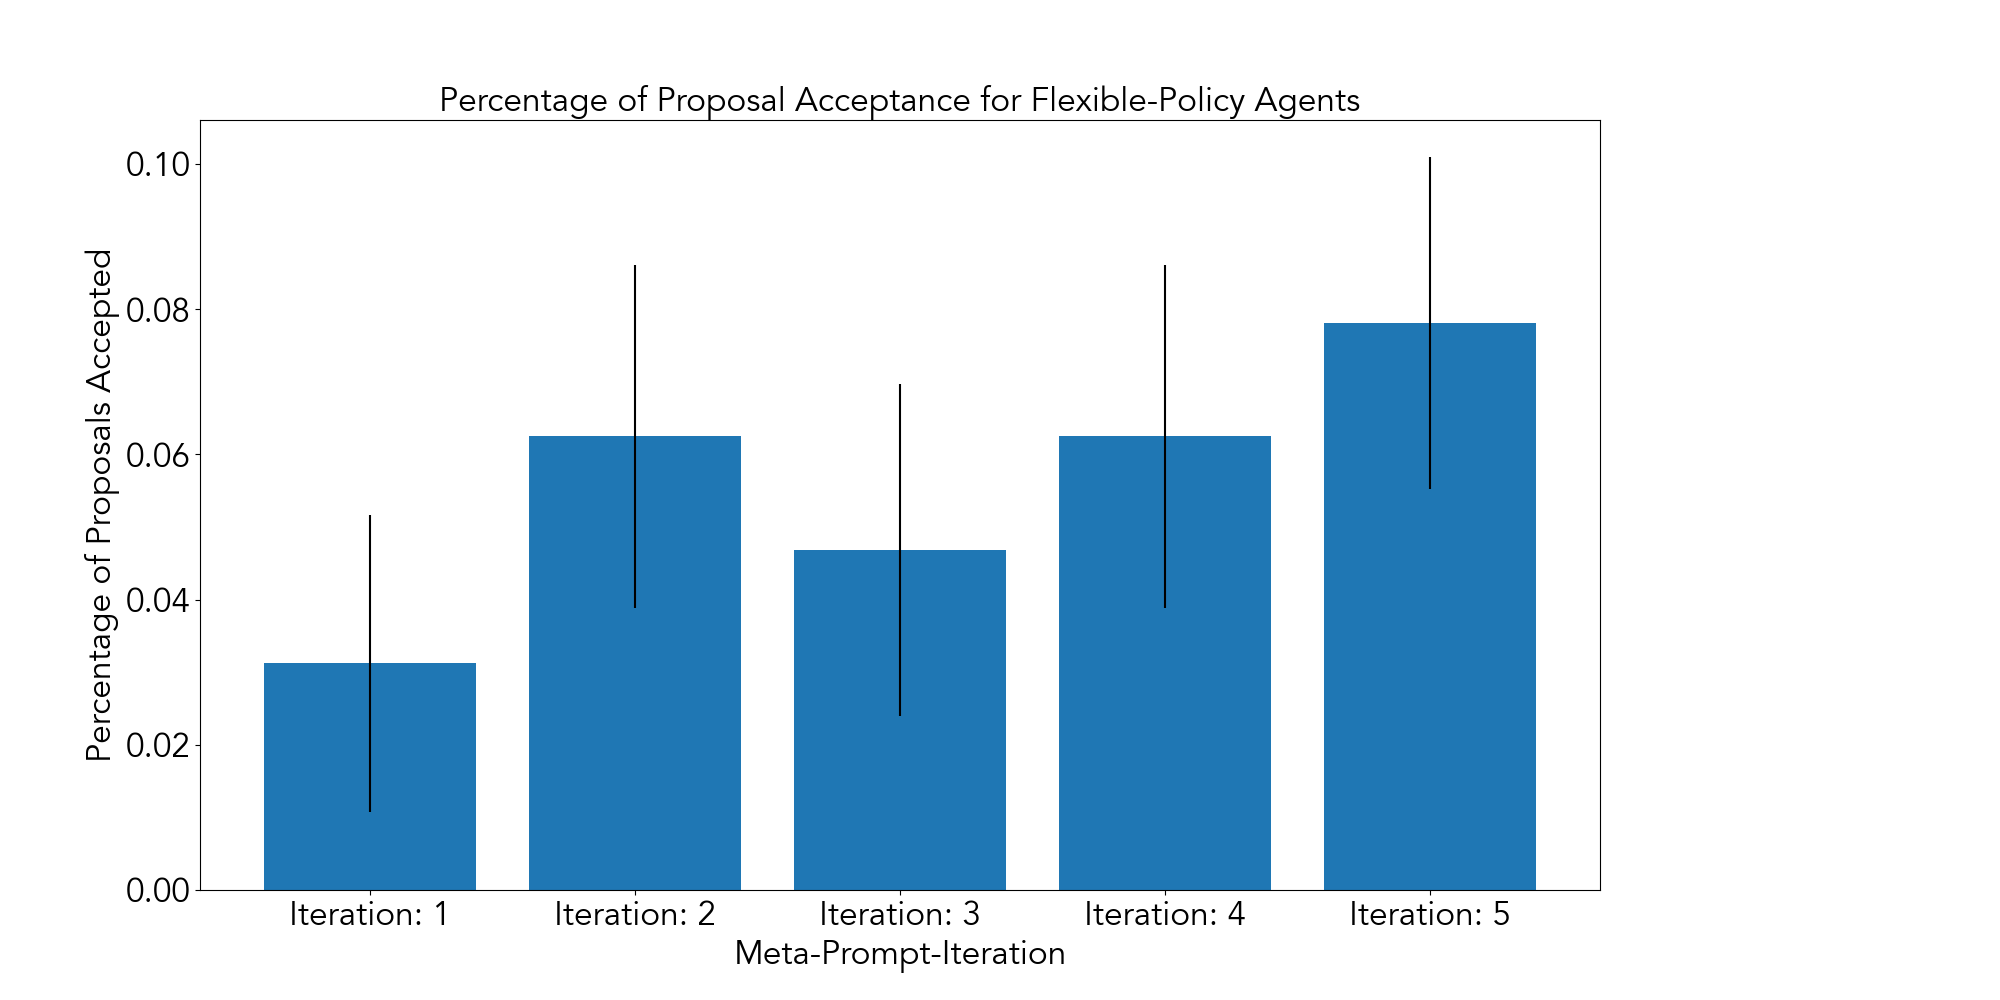 Percentage of Proposal Acceptance for Flexible-Policy Agents
Percentage of Proposals Accepted
0.10
0.08
0.06
0.04
0.02
0.00
Iteration: 1
Iteration: 2
Iteration: 3
Iteration: 4
Iteration: 5
Meta-Prompt-Iteration